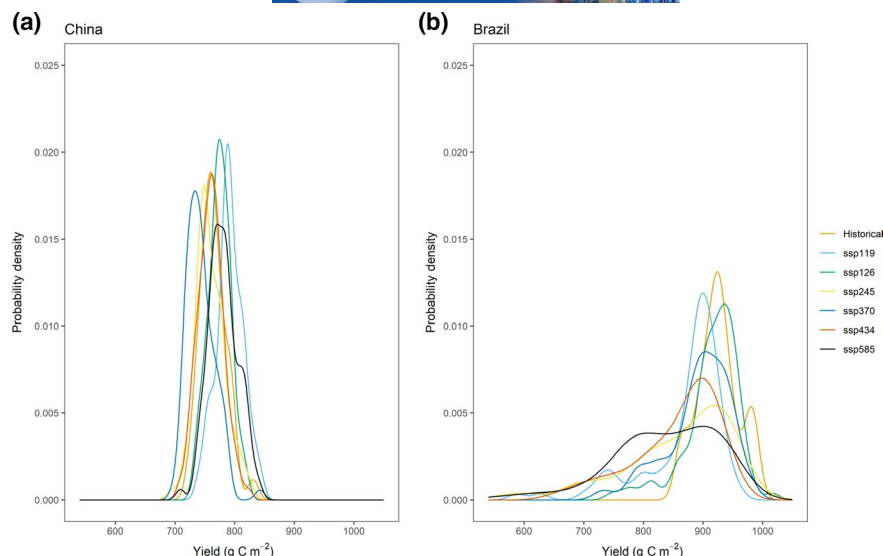 (a)
China
0.025
0.020
0.015
0.010
0.005
0.000
Probability density
600 700 800 900 1000
Yield (g C m⁻²)
(b)
Brazil
0.025
0.020
0.015
0.010
0.005
0.000
Probability density
600 700 800 900 1000
Yield (g C m⁻²)
Historical
ssp119
ssp126
ssp245
ssp370
ssp434
ssp585